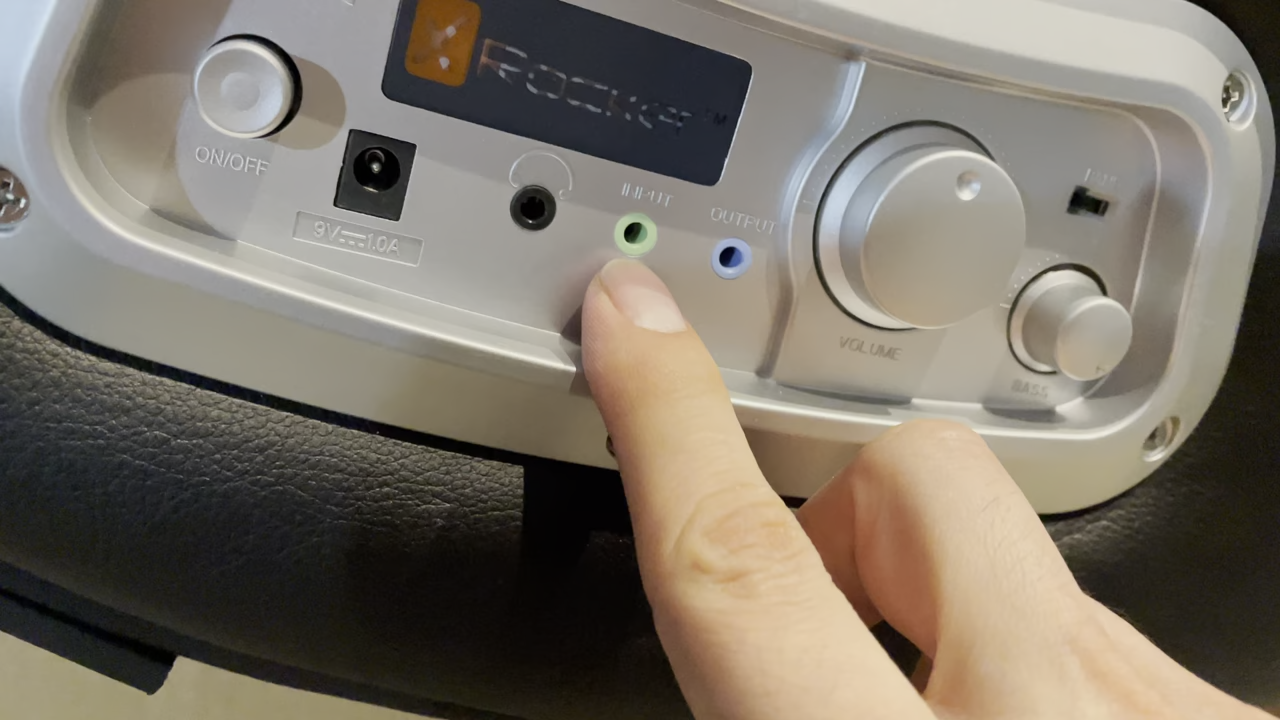 X ROCKER™
ON/OFF
9V⎓1.0A
INPUT
OUTPUT
VOLUME
BASS